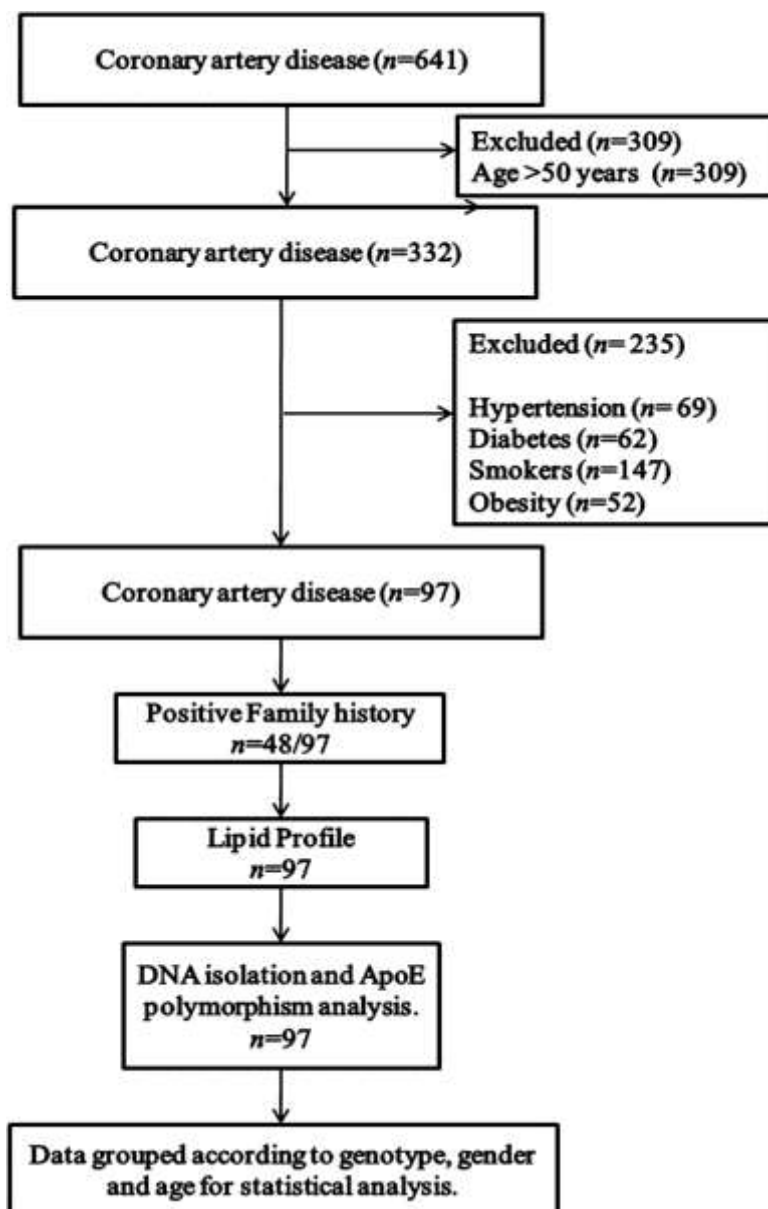 Coronary artery disease (n=641)
Excluded (n=309)
Age >50 years (n=309)
Coronary artery disease (n=332)
Excluded (n= 235)
Hypertension (n= 69)
Diabetes (n=62)
Smokers (n=147)
Obesity (n=52)
Coronary artery disease (n=97)
Positive Family history
n=48/97
Lipid Profile
n=97
DNA isolation and ApoE
polymorphism analysis.
n=97
Data grouped according to genotype, gender
and age for statistical analysis.